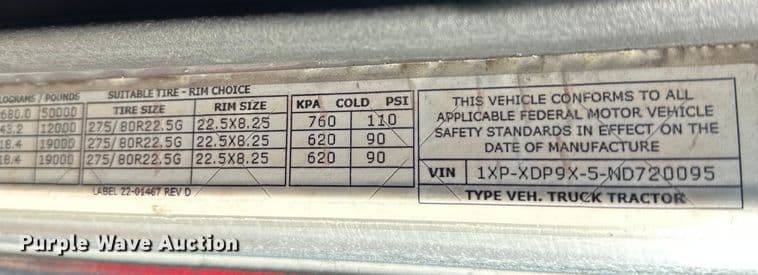 LOGRAMS / POUNDS SUITABLE TIRE - RIM CHOICE
TIRE SIZE RIM SIZE KPA COLD PSI
680.0 50000
43.2 12000 275/80R22.5G 22.5X8.25 760 110
18.4 19000 275/80R22.5G 22.5X8.25 620 90
18.4 19000 275/80R22.5G 22.5X8.25 620 90
LABEL 22-01467 REV D
THIS VEHICLE CONFORMS TO ALL
APPLICABLE FEDERAL MOTOR VEHICLE
SAFETY STANDARDS IN EFFECT ON THE
DATE OF MANUFACTURE
VIN 1XP-XDP9X-5-ND720095
TYPE VEH. TRUCK TRACTOR
Purple Wave Auction